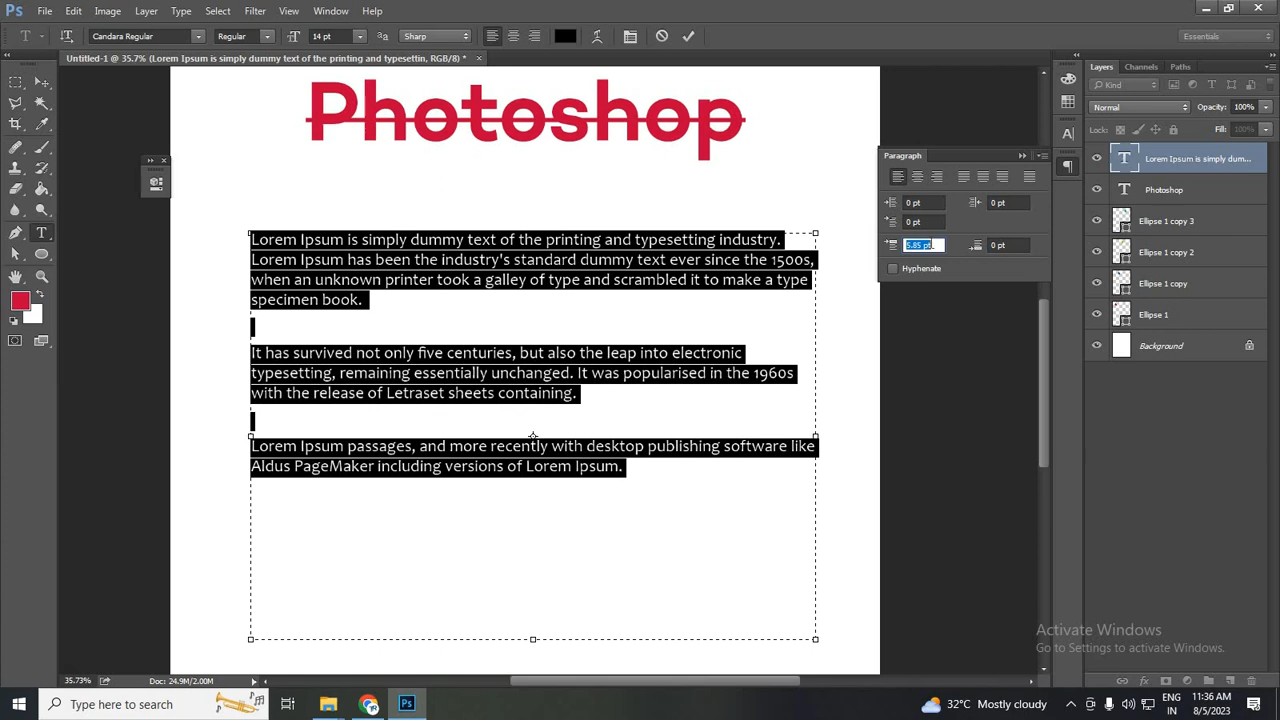 Ps File Edit Image Layer Type Select Filter View Window Help
T Candara Regular Regular 14 pt Sharp Essentials
Untitled-1 @ 35.7% (Lorem Ipsum is simply dummy text of the printing and typesettin, RGB/8) *
Layers Channels Paths
Kind
Normal Opacity: 100%
Lock: Fill: 100%
Photoshop
Paragraph
Lorem Ipsum is simply dum...
Photoshop
0 pt 0 pt
0 pt
5.85 pt 0 pt
Hyphenate
Ellipse 1 copy 3
Ellipse 1 copy 2
Ellipse 1 copy
Ellipse 1
Background
Lorem Ipsum is simply dummy text of the printing and typesetting industry.
Lorem Ipsum has been the industry's standard dummy text ever since the 1500s,
when an unknown printer took a galley of type and scrambled it to make a type
specimen book.
It has survived not only five centuries, but also the leap into electronic
typesetting, remaining essentially unchanged. It was popularised in the 1960s
with the release of Letraset sheets containing.
Lorem Ipsum passages, and more recently with desktop publishing software like
Aldus PageMaker including versions of Lorem Ipsum.
Activate Windows
Go to Settings to activate Windows.
35.73% Doc: 24.9M/2.00M
Type here to search
Ps
32°C Mostly cloudy
ENG
IN
11:36 AM
8/5/2023